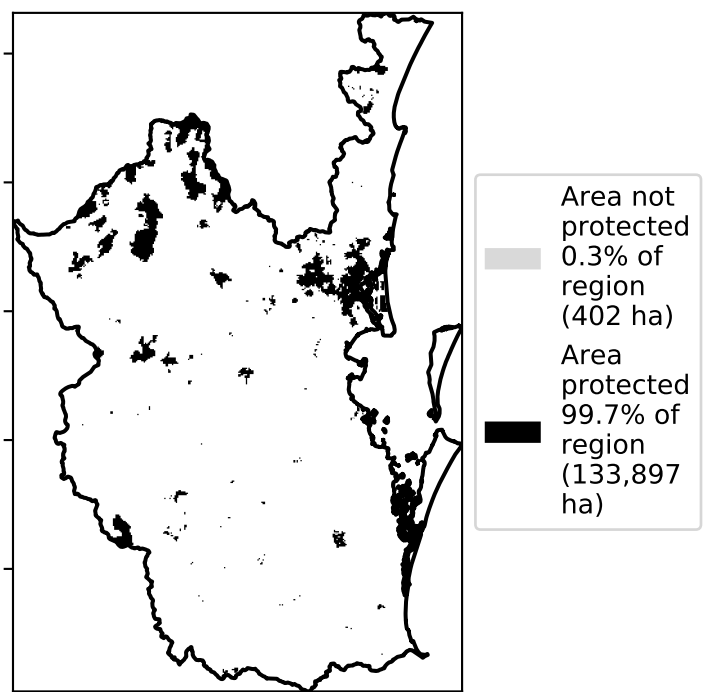 Area not
protected
0.3% of
region
(402 ha)
Area
protected
99.7% of
region
(133,897
ha)